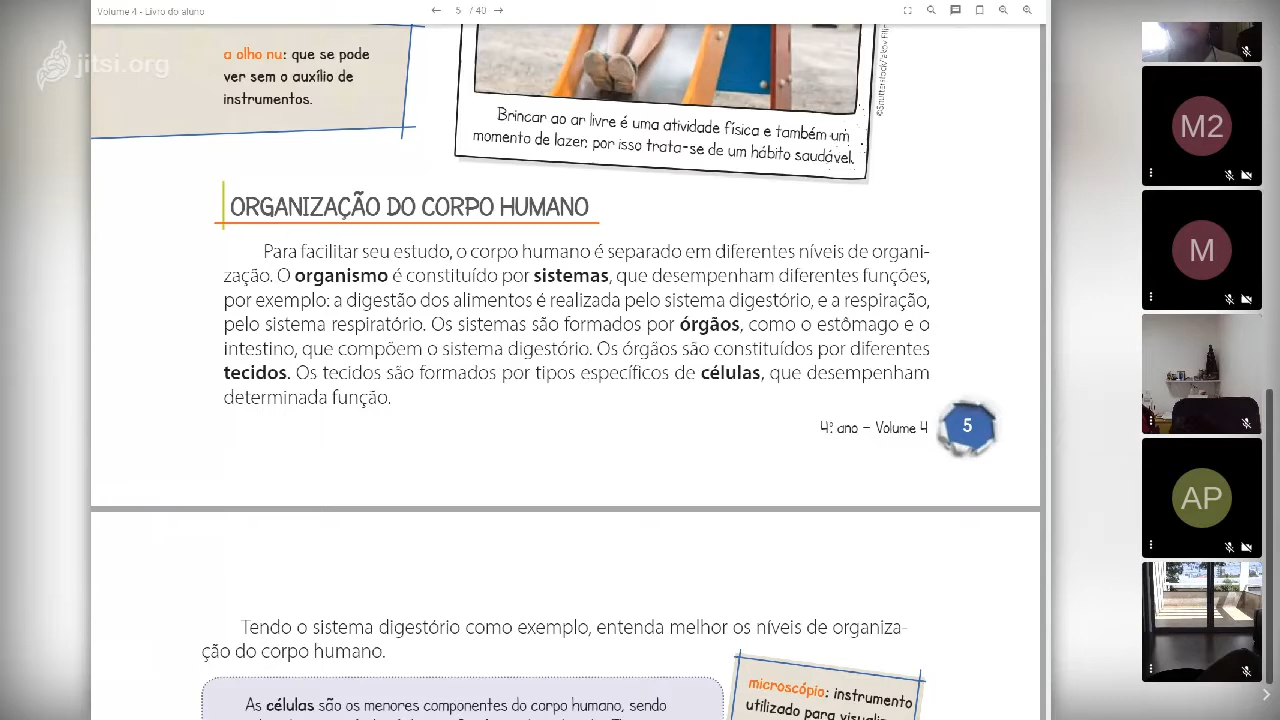 Volume 4 - Livro do aluno
5 / 40
jitsi.org
a olho nu: que se pode
ver sem o auxílio de
instrumentos.
Brincar ao ar livre é uma atividade física e também um
momento de lazer, por isso trata-se de um hábito saudável.
ORGANIZAÇÃO DO CORPO HUMANO
Para facilitar seu estudo, o corpo humano é separado em diferentes níveis de organi-
zação. O organismo é constituído por sistemas, que desempenham diferentes funções,
por exemplo: a digestão dos alimentos é realizada pelo sistema digestório, e a respiração,
pelo sistema respiratório. Os sistemas são formados por órgãos, como o estômago e o
intestino, que compõem o sistema digestório. Os órgãos são constituídos por diferentes
tecidos. Os tecidos são formados por tipos específicos de células, que desempenham
determinada função.
4º ano – Volume 4
5
Tendo o sistema digestório como exemplo, entenda melhor os níveis de organiza-
ção do corpo humano.
As células são os menores componentes do corpo humano, sendo
microscópio: instrumento
utilizado para
M2
M
AP